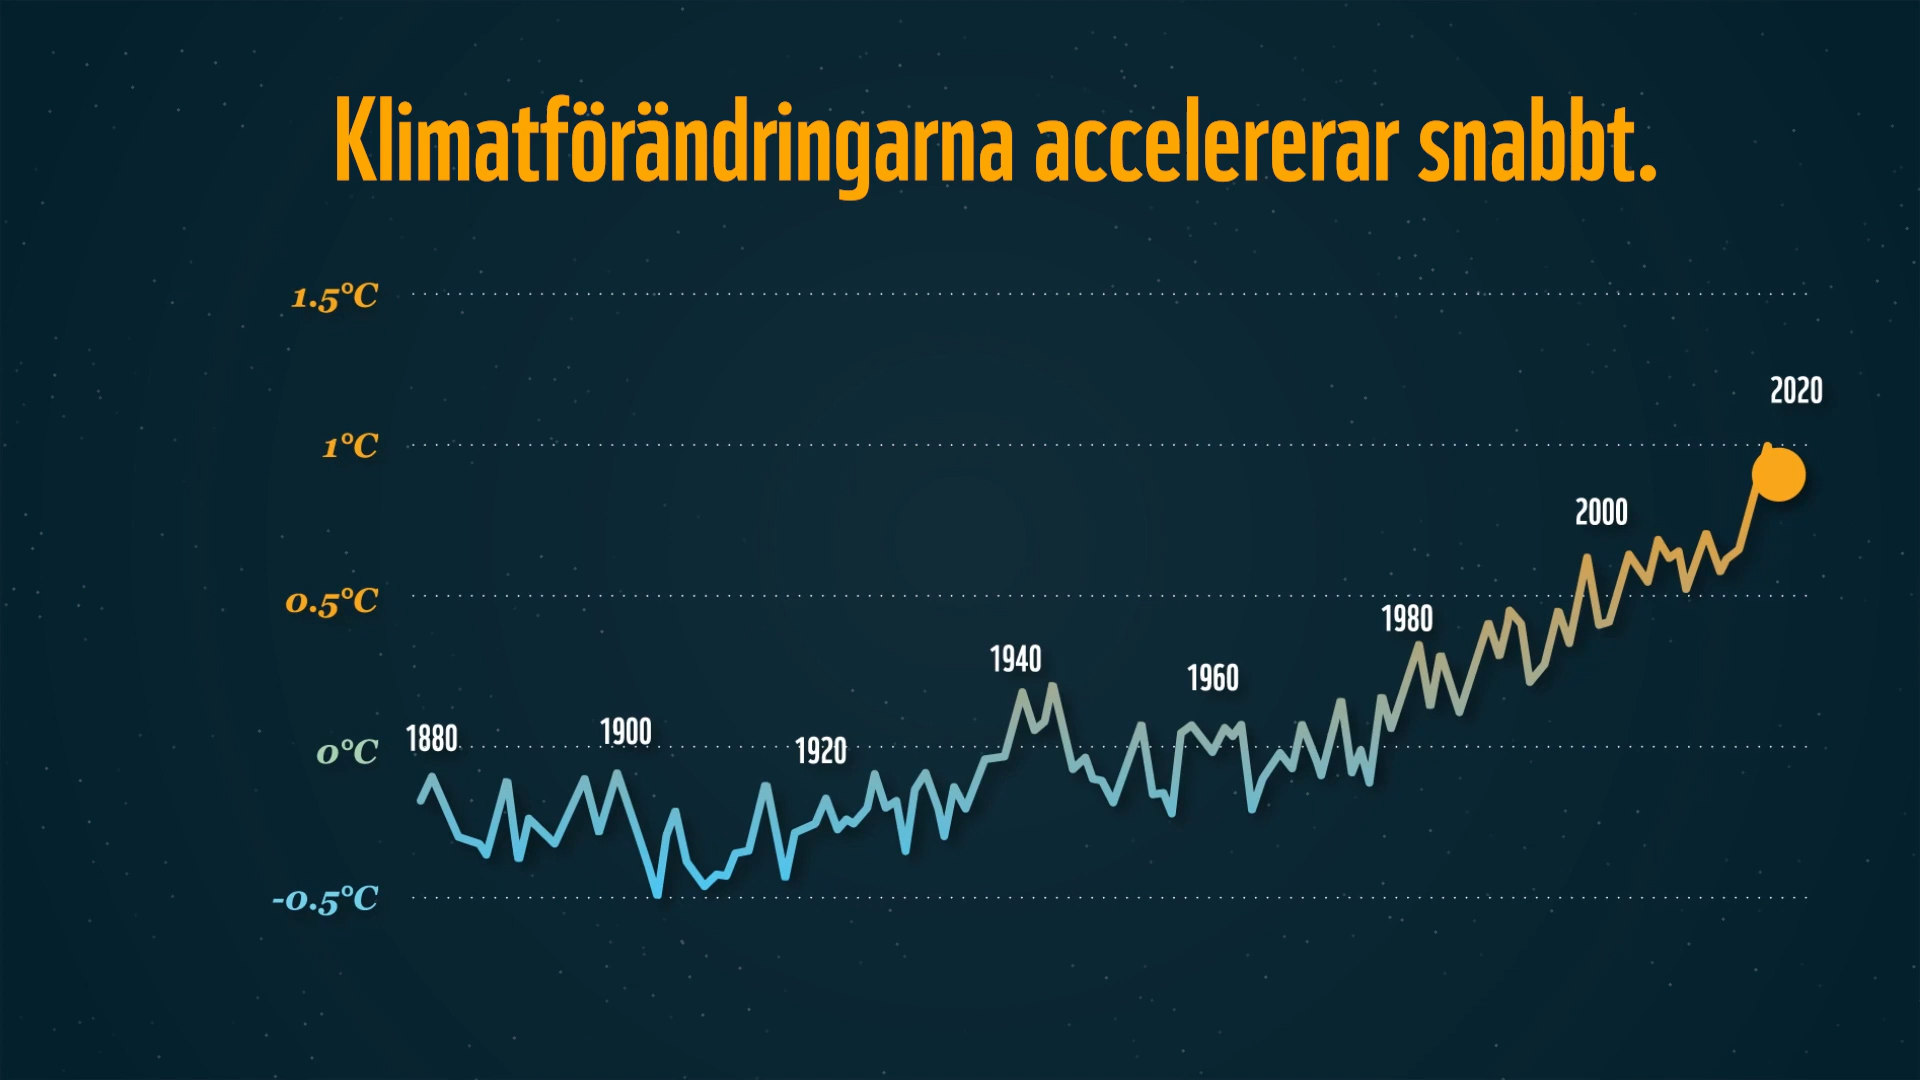 Klimatförändringarna accelererar snabbt.
1.5°C
2020
1°C
2000
0.5°C
1980
1940
1960
1880
1900
1920
0°C
-0.5°C